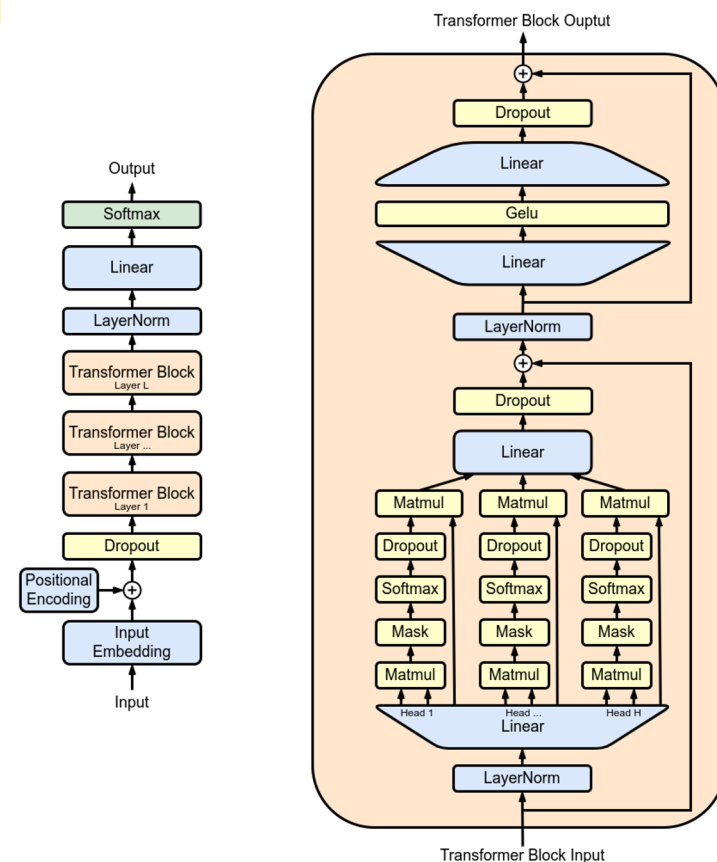 Output
Softmax
Linear
LayerNorm
Transformer Block
Layer L
Transformer Block
Layer ...
Transformer Block
Layer 1
Dropout
Positional
Encoding
+
Input
Embedding
Input
Transformer Block Ouptut
+
Dropout
Linear
Gelu
Linear
LayerNorm
+
Dropout
Linear
Matmul Matmul Matmul
Dropout Dropout Dropout
Softmax Softmax Softmax
Mask Mask Mask
Matmul Matmul Matmul
Head 1 Head ... Head H
Linear
LayerNorm
Transformer Block Input